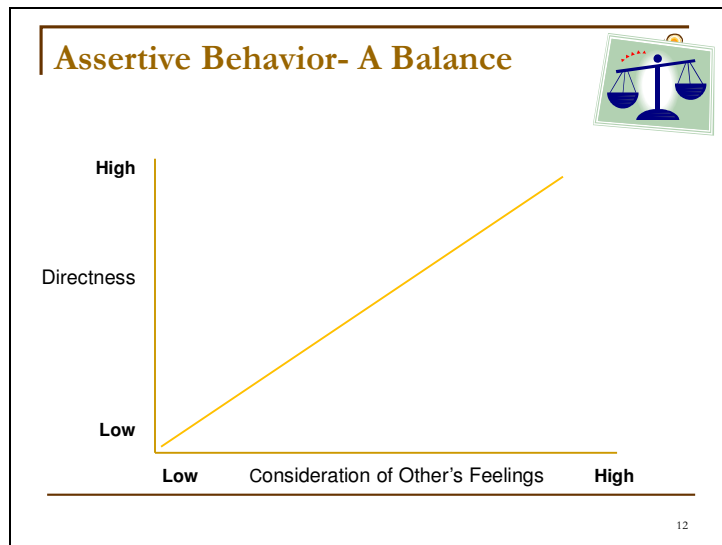 Assertive Behavior- A Balance
High
Directness
Low
Low Consideration of Other's Feelings High
12